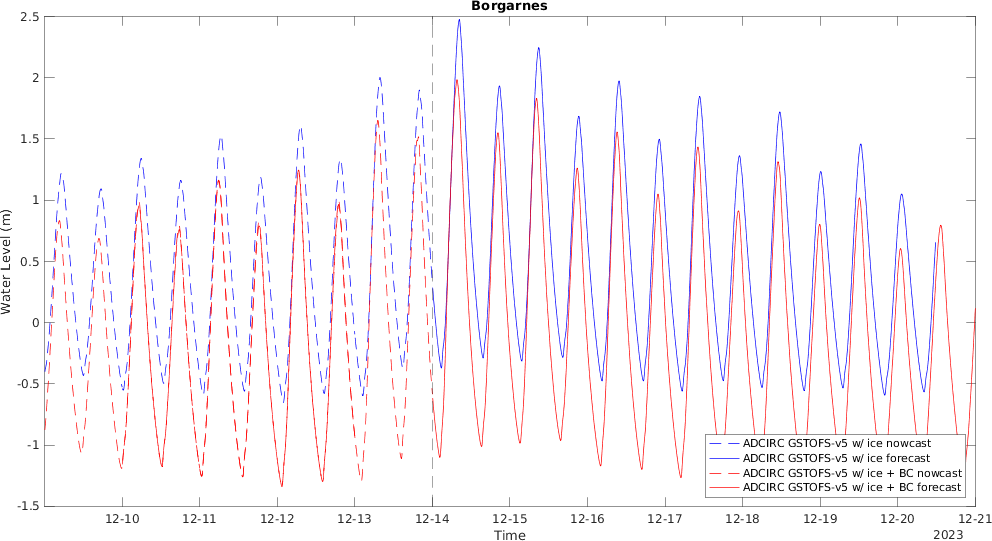 Borgarnes
2.5
2
1.5
1
0.5
0
-0.5
-1
-1.5
Water Level (m)
ADCIRC GSTOFS-v5 w/ ice nowcast
ADCIRC GSTOFS-v5 w/ ice forecast
ADCIRC GSTOFS-v5 w/ ice + BC nowcast
ADCIRC GSTOFS-v5 w/ ice + BC forecast
12-10 12-11 12-12 12-13 12-14 12-15 12-16 12-17 12-18 12-19 12-20 12-21
Time
2023